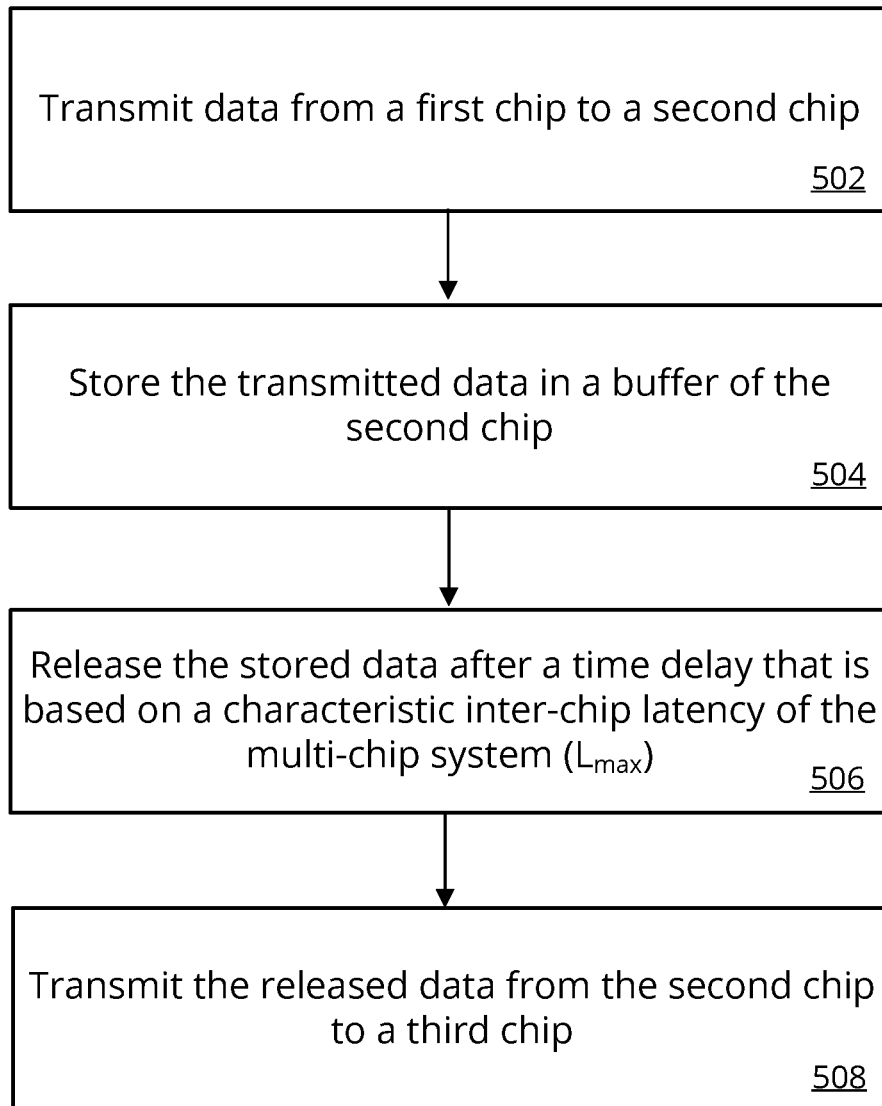 Transmit data from a first chip to a second chip
502
Store the transmitted data in a buffer of the
second chip
504
Release the stored data after a time delay that is
based on a characteristic inter-chip latency of the
multi-chip system (Lmax)
506
Transmit the released data from the second chip
to a third chip
508